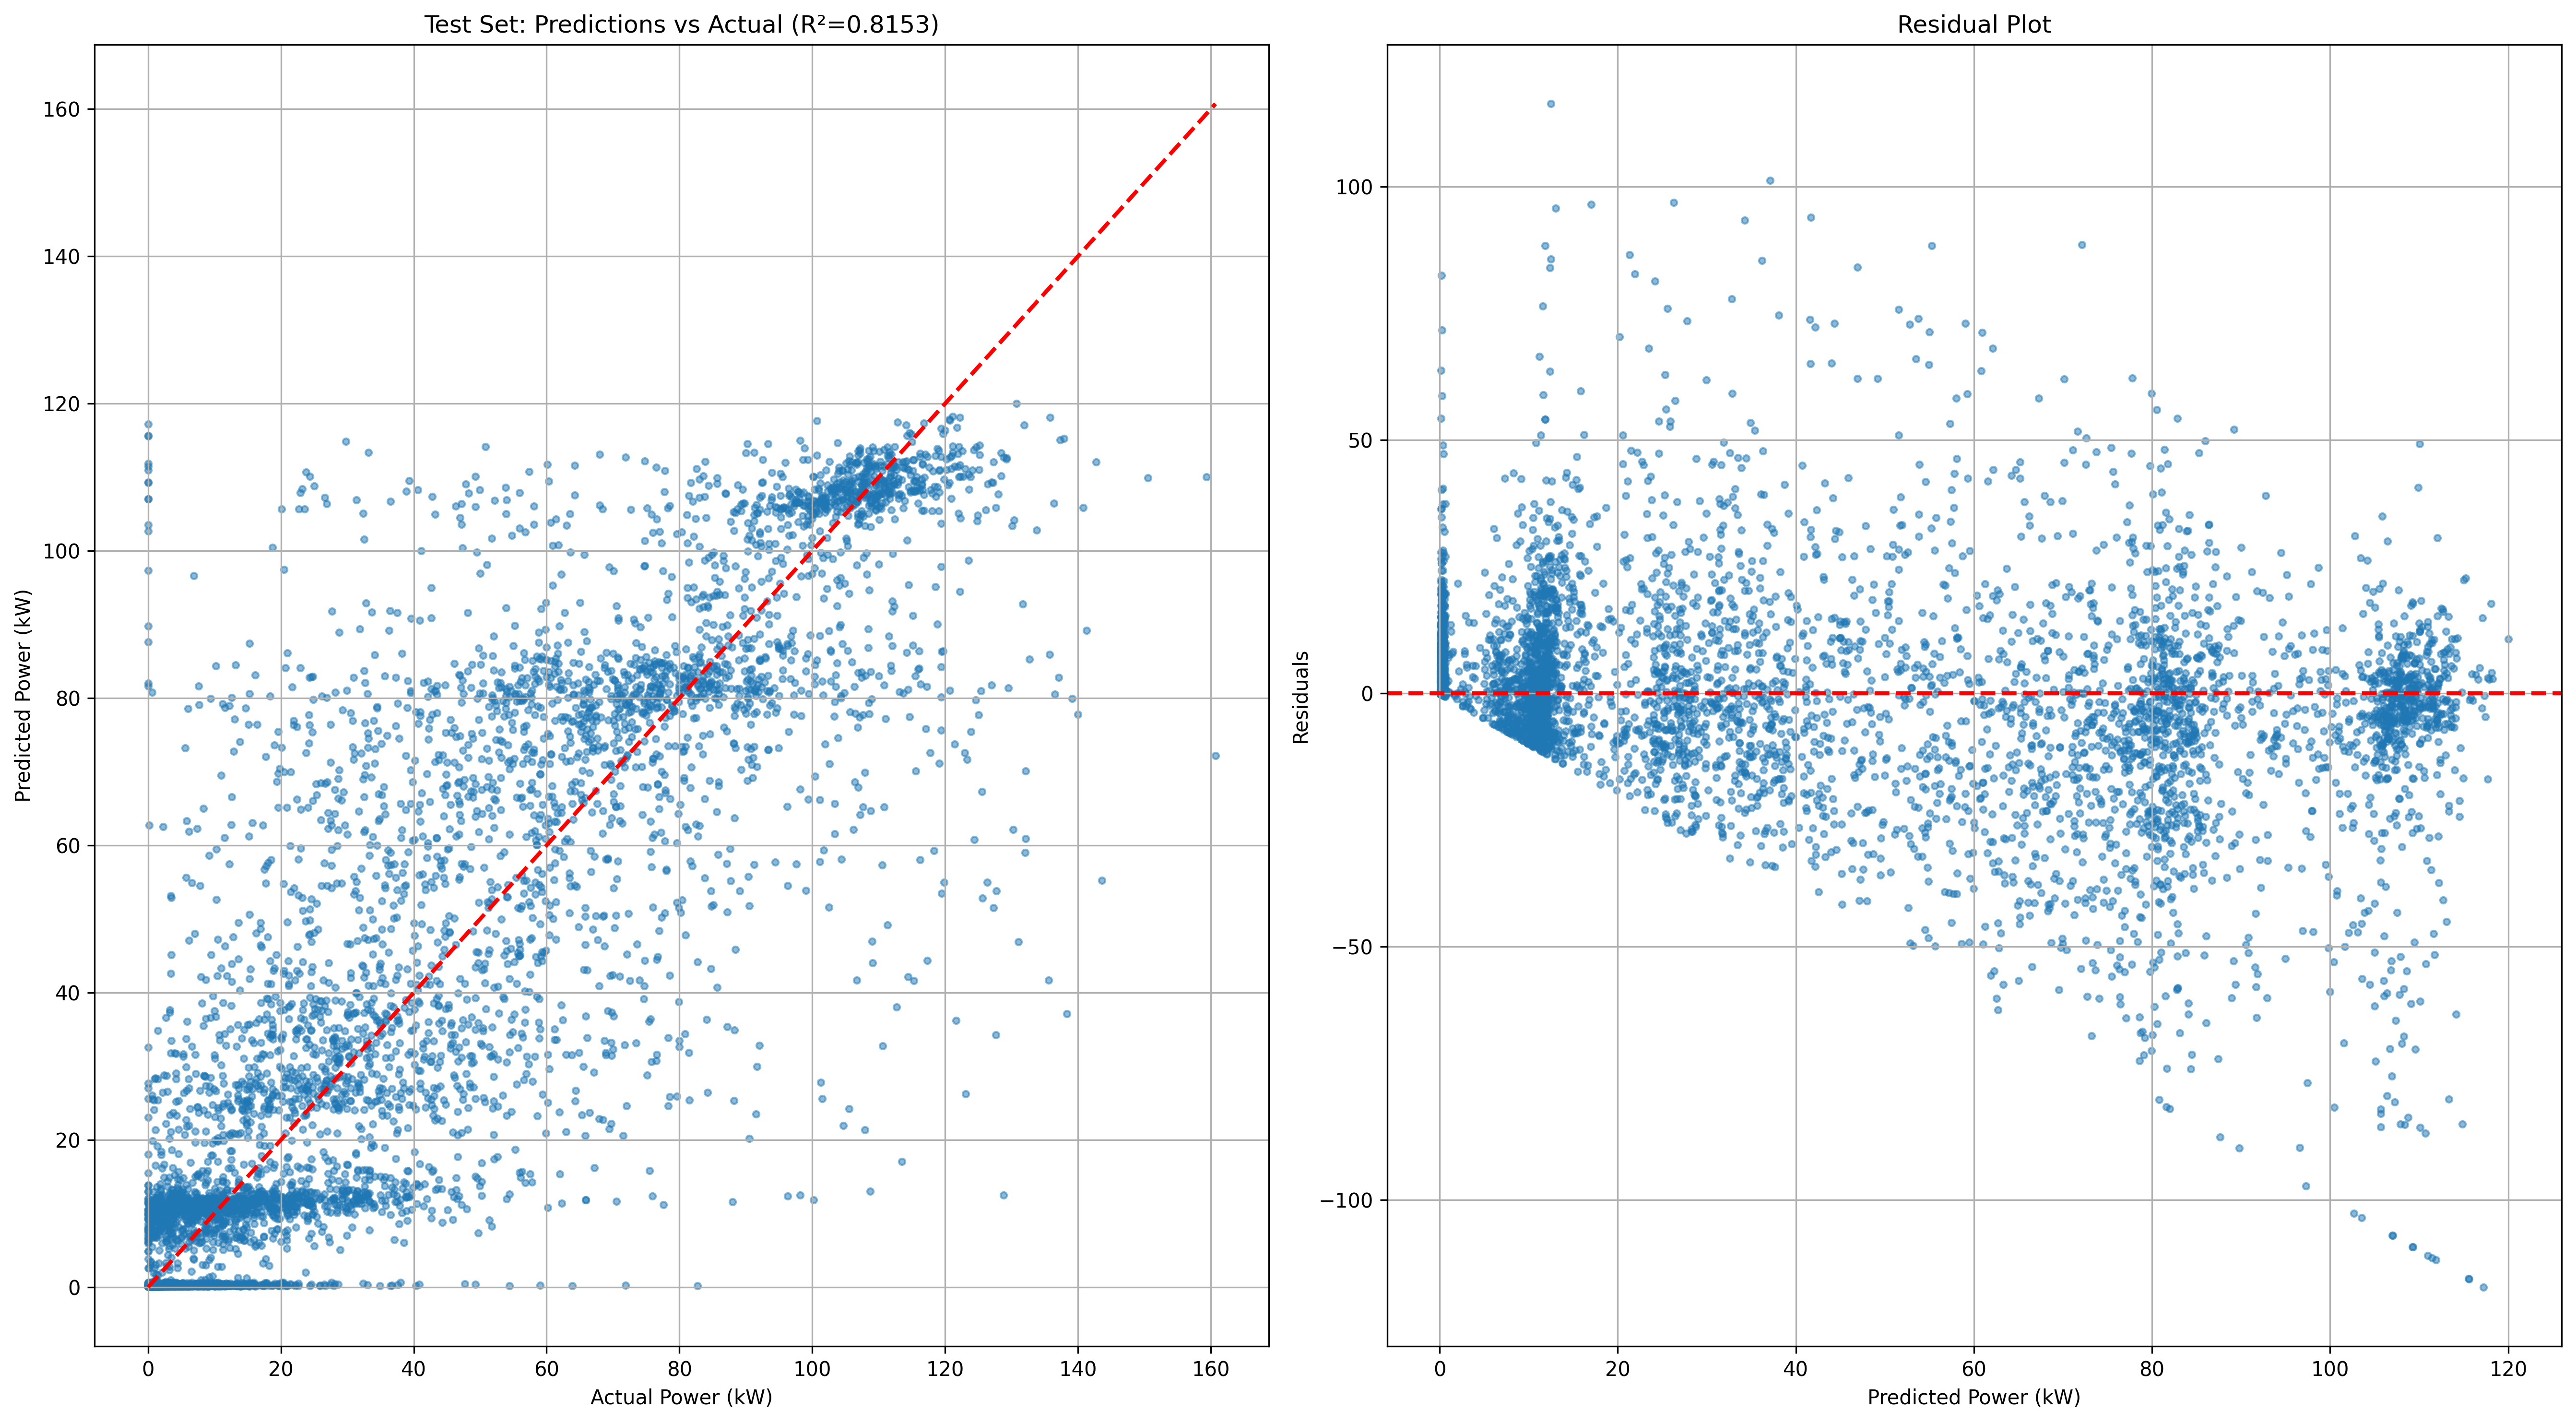 Test Set: Predictions vs Actual (R²=0.8153)
160
140
120
100
80
60
40
20
0
Predicted Power (kW)
0 20 40 60 80 100 120 140 160
Actual Power (kW)
Residual Plot
100
50
0
−50
−100
Residuals
0 20 40 60 80 100 120
Predicted Power (kW)